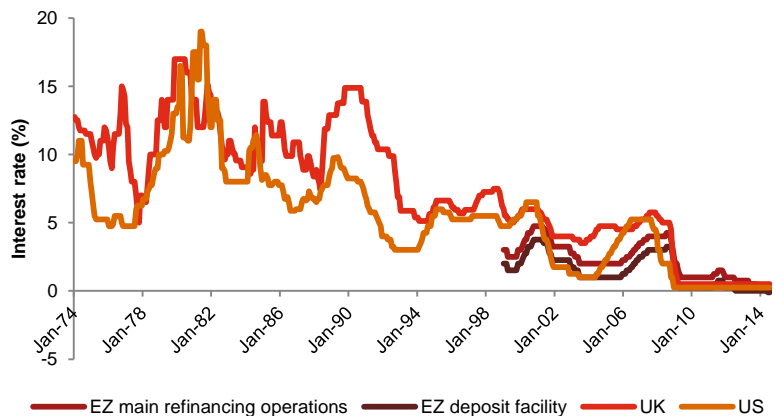 Interest rate (%)
20
15
10
5
0
-5
Jan-74
Jan-78
Jan-82
Jan-86
Jan-90
Jan-94
Jan-98
Jan-02
Jan-06
Jan-10
Jan-14
EZ main refinancing operations
EZ deposit facility
UK
US